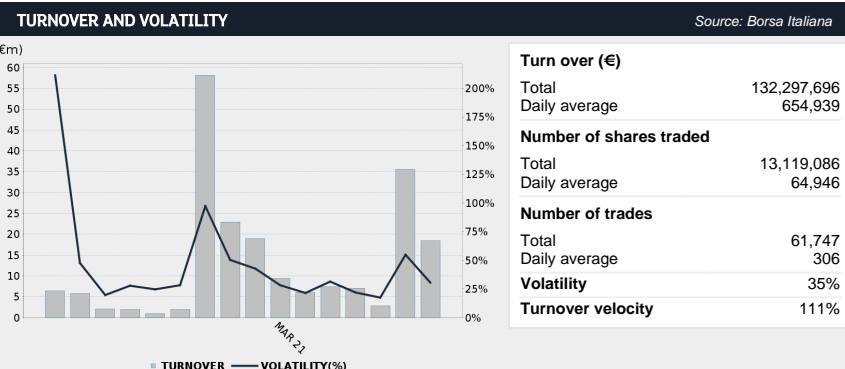 TURNOVER AND VOLATILITY
Source: Borsa Italiana
€m)
60
55
50
45
40
35
30
25
20
15
10
5
0
200%
175%
150%
125%
100%
75%
50%
25%
0%
MAR 21
TURNOVER VOLATILITY(%)
Turn over (€)
Total 132,297,696
Daily average 654,939
Number of shares traded
Total 13,119,086
Daily average 64,946
Number of trades
Total 61,747
Daily average 306
Volatility 35%
Turnover velocity 111%